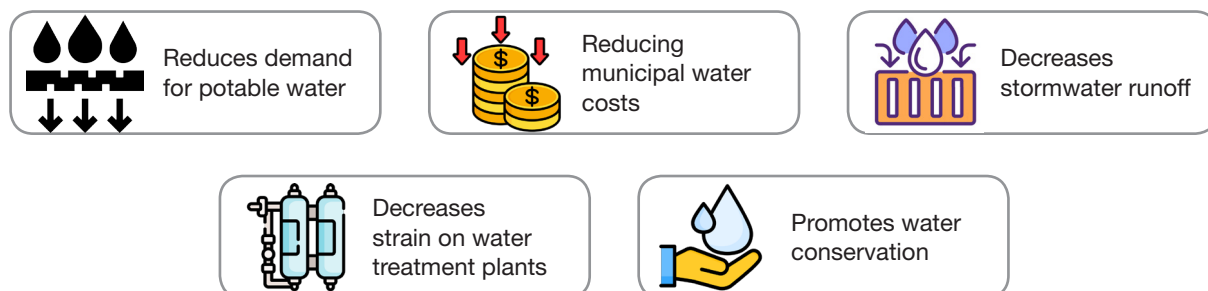 Reduces demand
for potable water
$
$
Reducing
municipal water
costs
Decreases
stormwater runoff
Decreases
strain on water
treatment plants
Promotes water
conservation